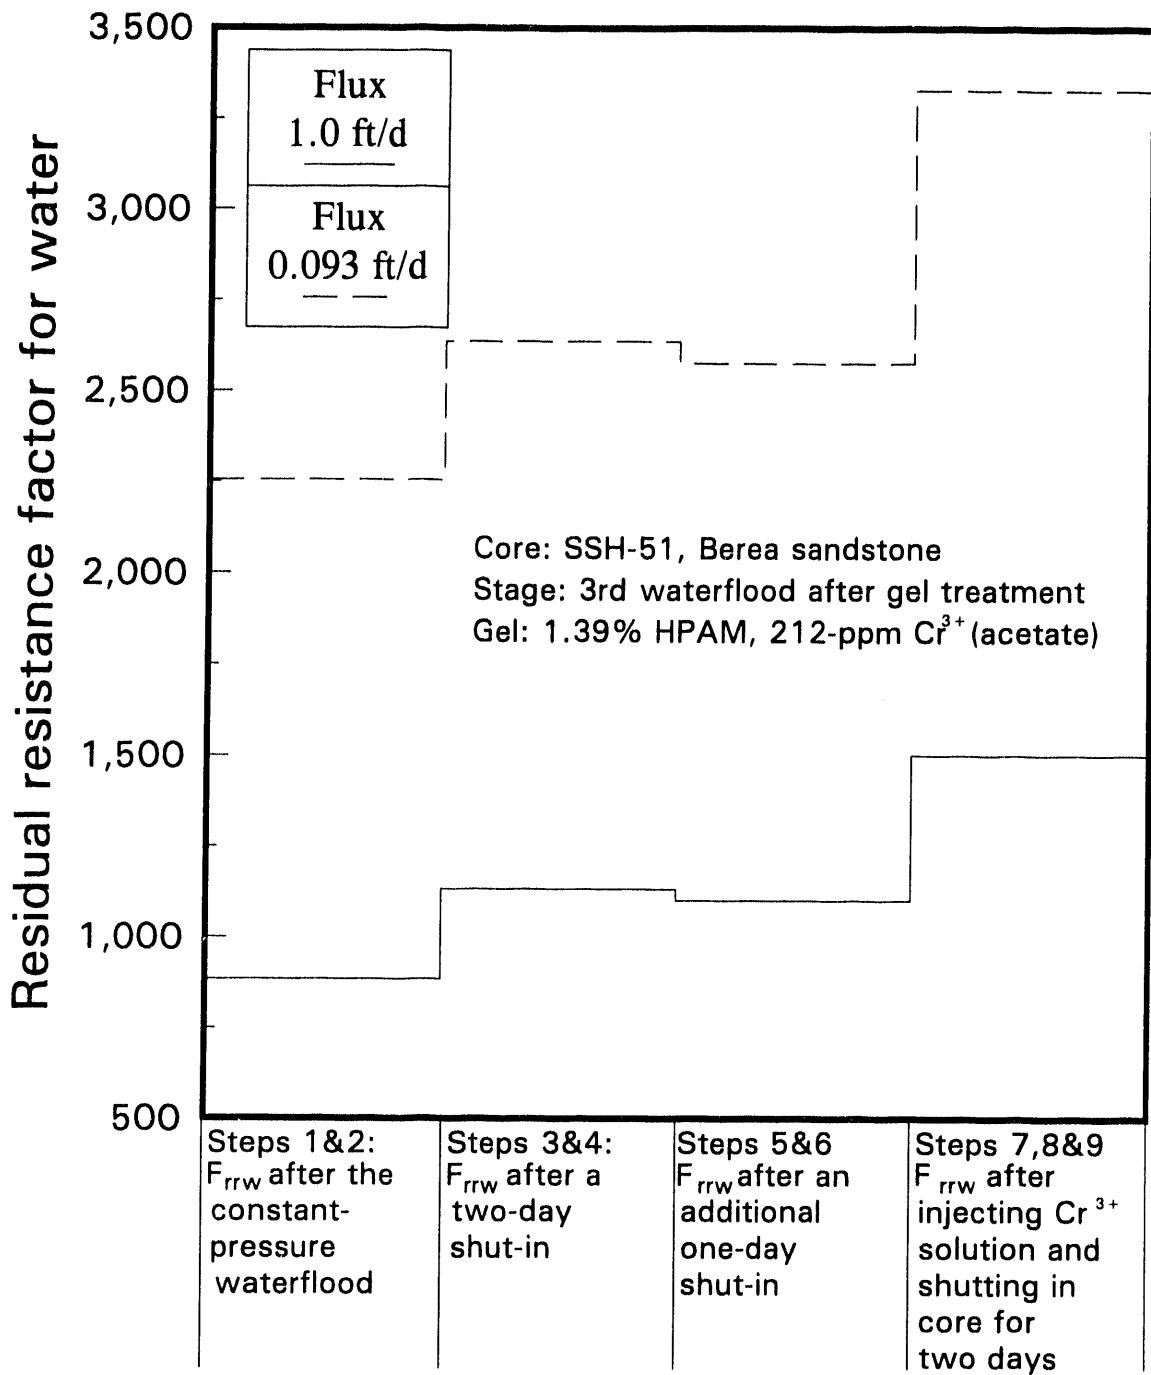 3,500
3,000
2,500
2,000
1,500
1,000
500
Residual resistance factor for water
Flux
1.0 ft/d
Flux
0.093 ft/d
Core: SSH-51, Berea sandstone
Stage: 3rd waterflood after gel treatment
Gel: 1.39% HPAM, 212-ppm Cr³⁺ (acetate)
Steps 1&2:
Frrw after the
constant-
pressure
waterflood
Steps 3&4:
Frrw after a
two-day
shut-in
Steps 5&6
Frrw after an
additional
one-day
shut-in
Steps 7,8&9
Frrw after
injecting Cr³⁺
solution and
shutting in
core for
two days